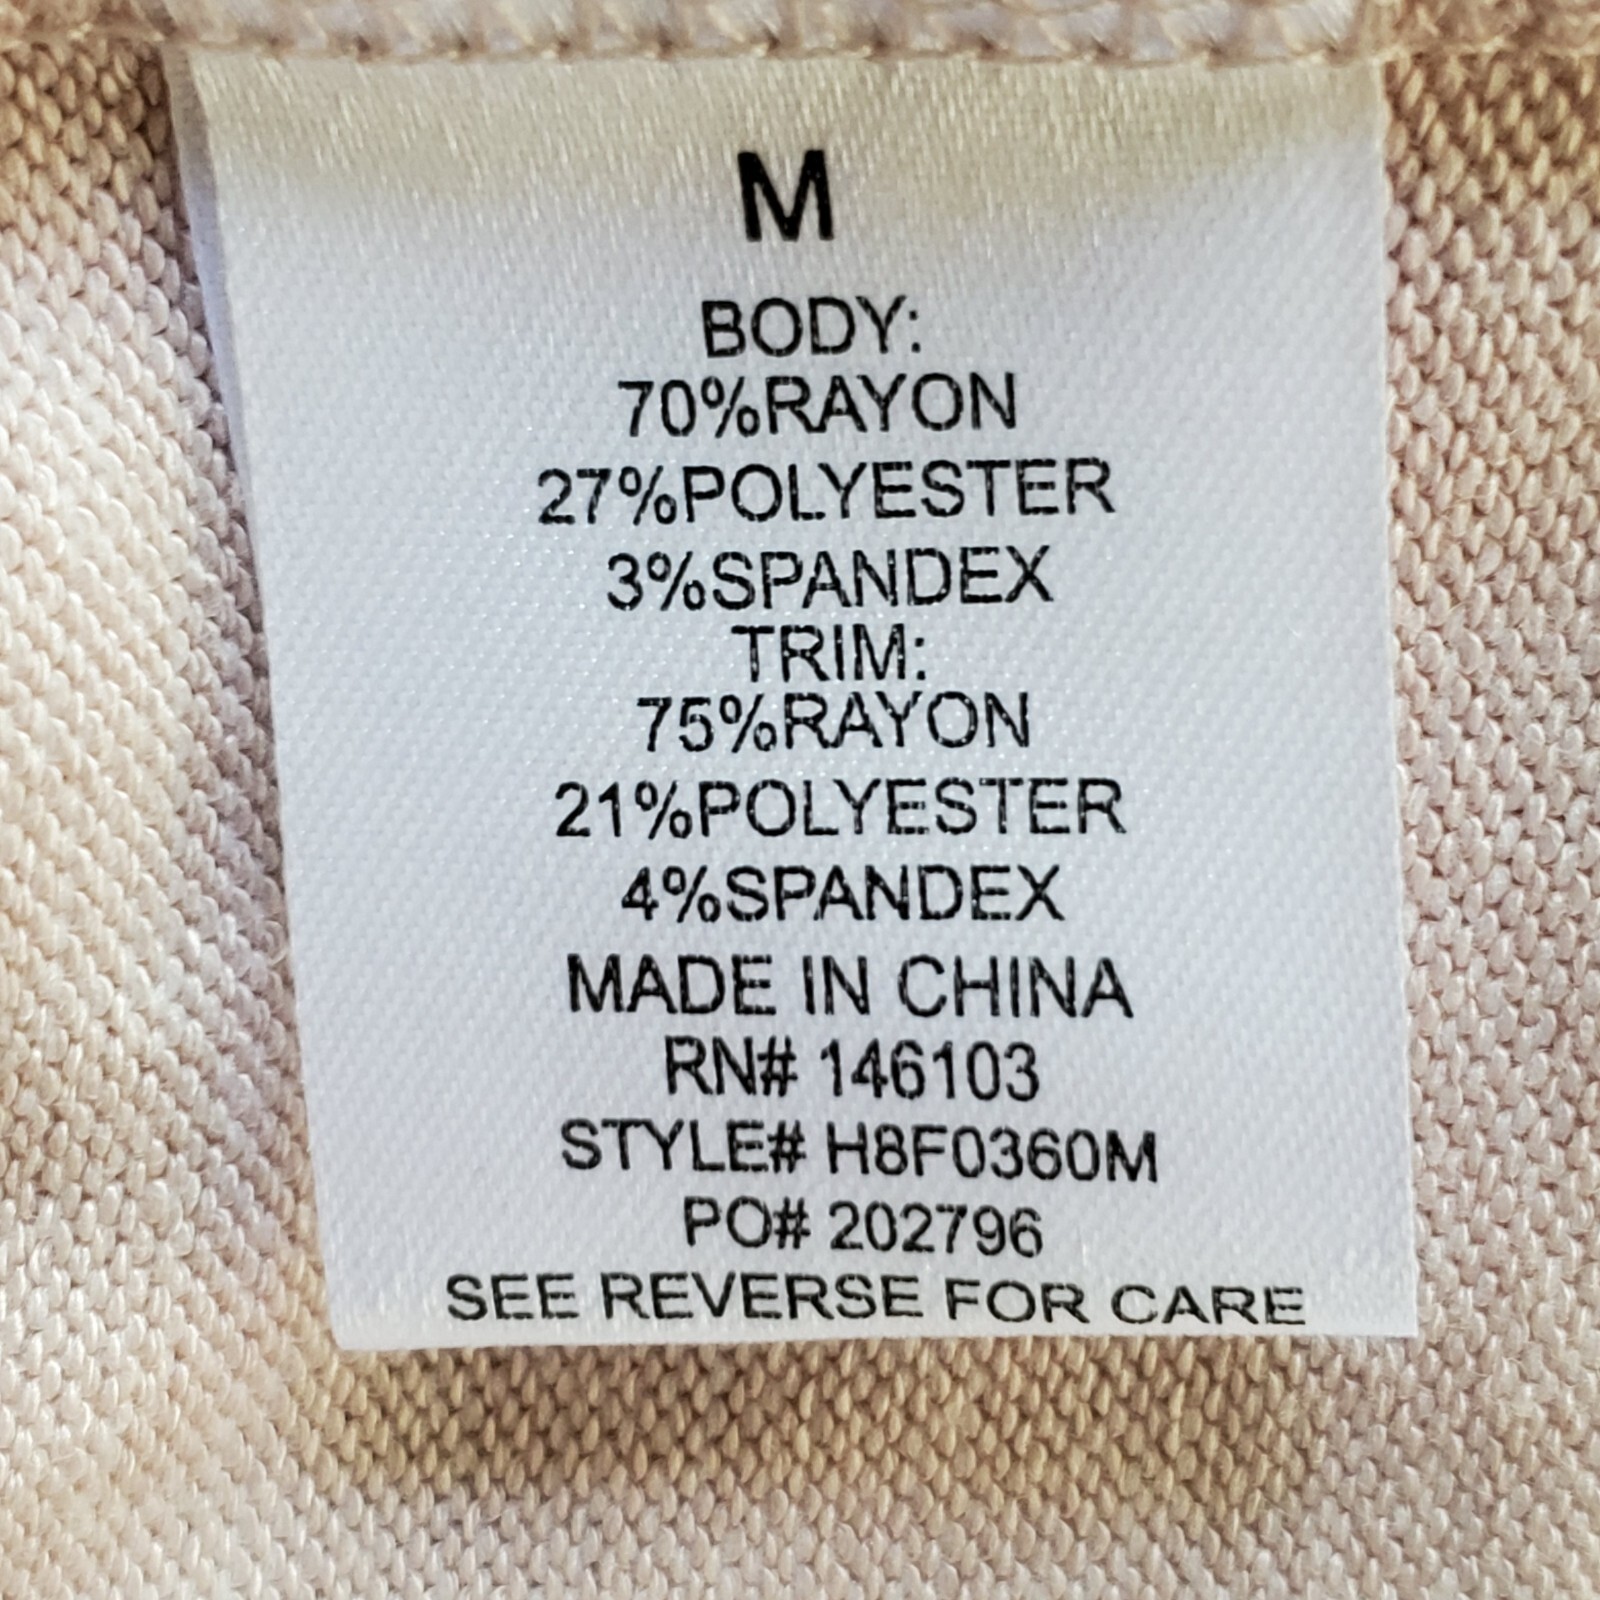 M
BODY:
70%RAYON
27%POLYESTER
3%SPANDEX
TRIM:
75%RAYON
21%POLYESTER
4%SPANDEX
MADE IN CHINA
RN# 146103
STYLE# H8F0360M
PO# 202796
SEE REVERSE FOR CARE